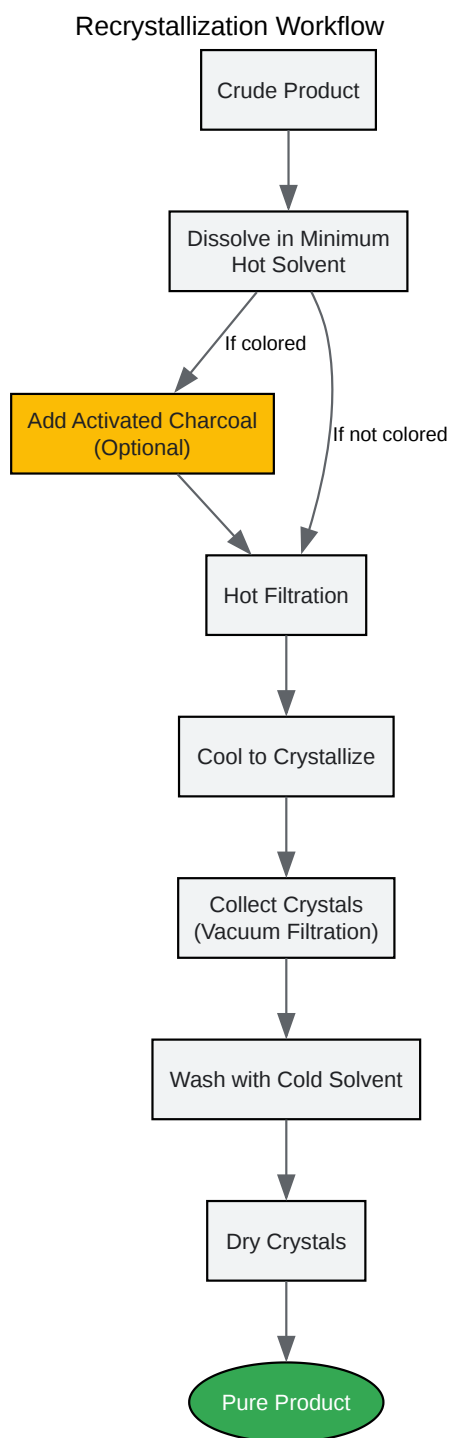 Recrystallization Workflow
Crude Product
Dissolve in Minimum
Hot Solvent
If colored
Add Activated Charcoal
(Optional)
If not colored
Hot Filtration
Cool to Crystallize
Collect Crystals
(Vacuum Filtration)
Wash with Cold Solvent
Dry Crystals
Pure Product